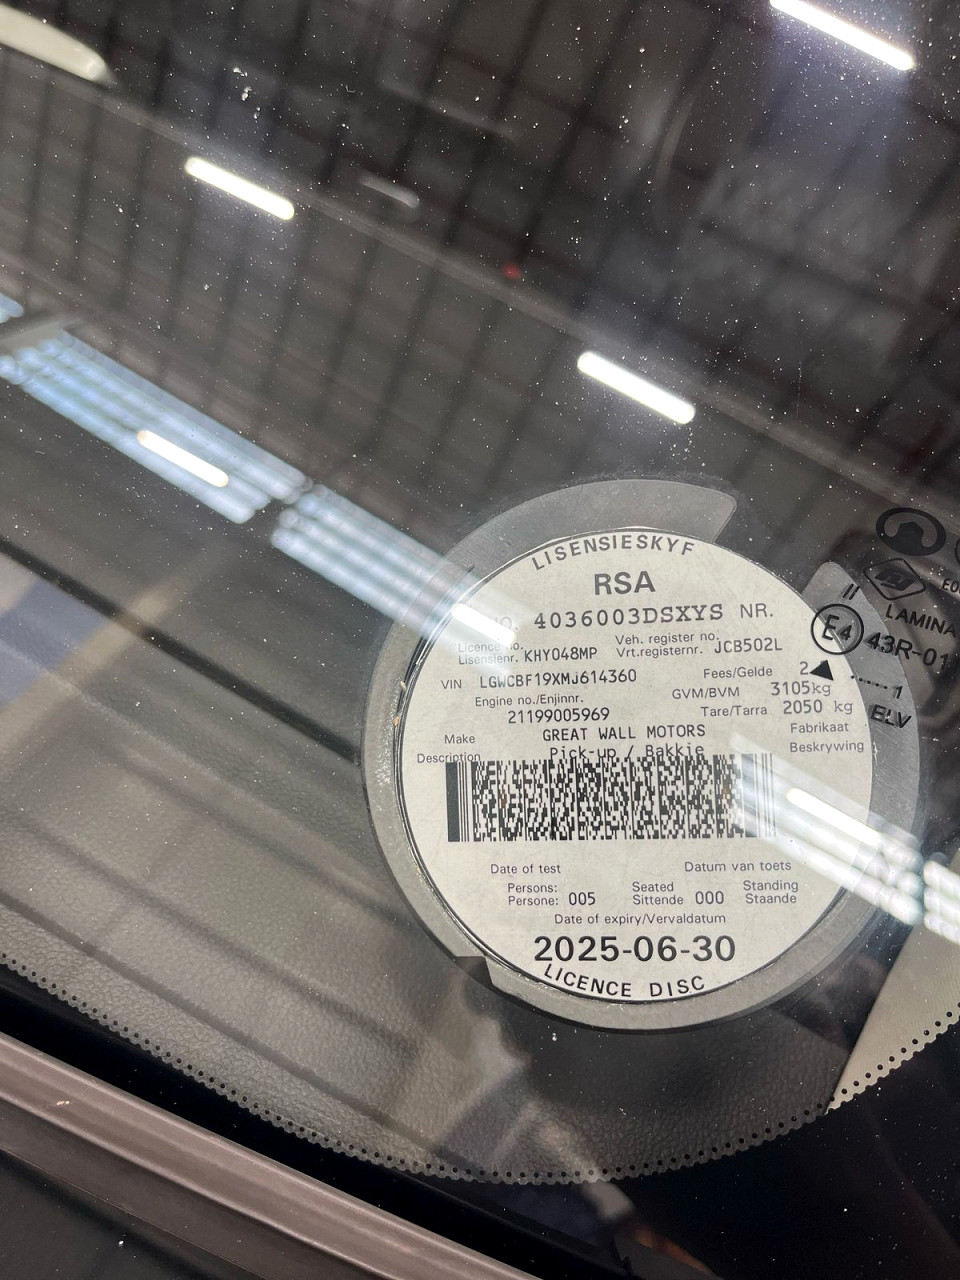 LISENSIESKYF
RSA
NO. 4036003DSXYS NR.
Licence no. Lisensienr. KHY048MP Veh. register no. Vrt.registernr. JCB502L
VIN LGWCBF19XMJ614360 Fees/Gelde 2
Engine no./Enjinnr. GVM/BVM 3105kg
21199005969 Tare/Tarra 2050 kg
Make GREAT WALL MOTORS Fabrikaat
Description Pick-up / Bakkie Beskrywing
Date of test Datum van toets
Persons: Persone: 005 Seated Sittende 000 Standing Staande
Date of expiry/Vervaldatum
2025-06-30
LICENCE DISC
II
LAMINA
E4 43R-01
ELV